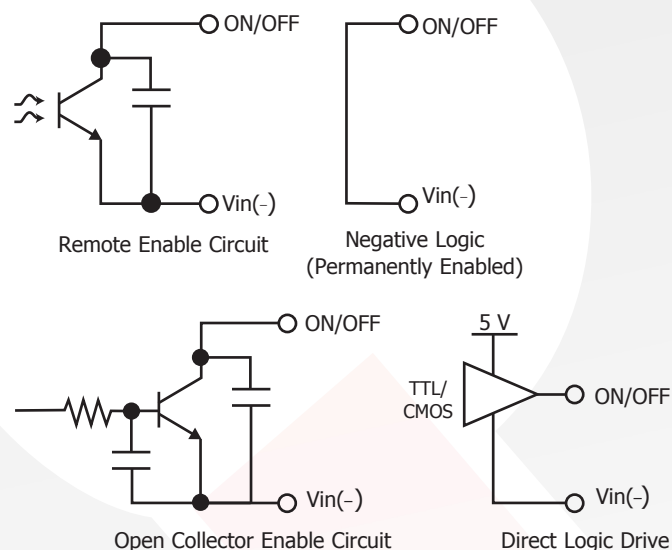 ON/OFF
Vin(–)
Remote Enable Circuit
ON/OFF
Vin(–)
Negative Logic
(Permanently Enabled)
ON/OFF
Vin(–)
Open Collector Enable Circuit
5 V
TTL/
CMOS
ON/OFF
Vin(–)
Direct Logic Drive